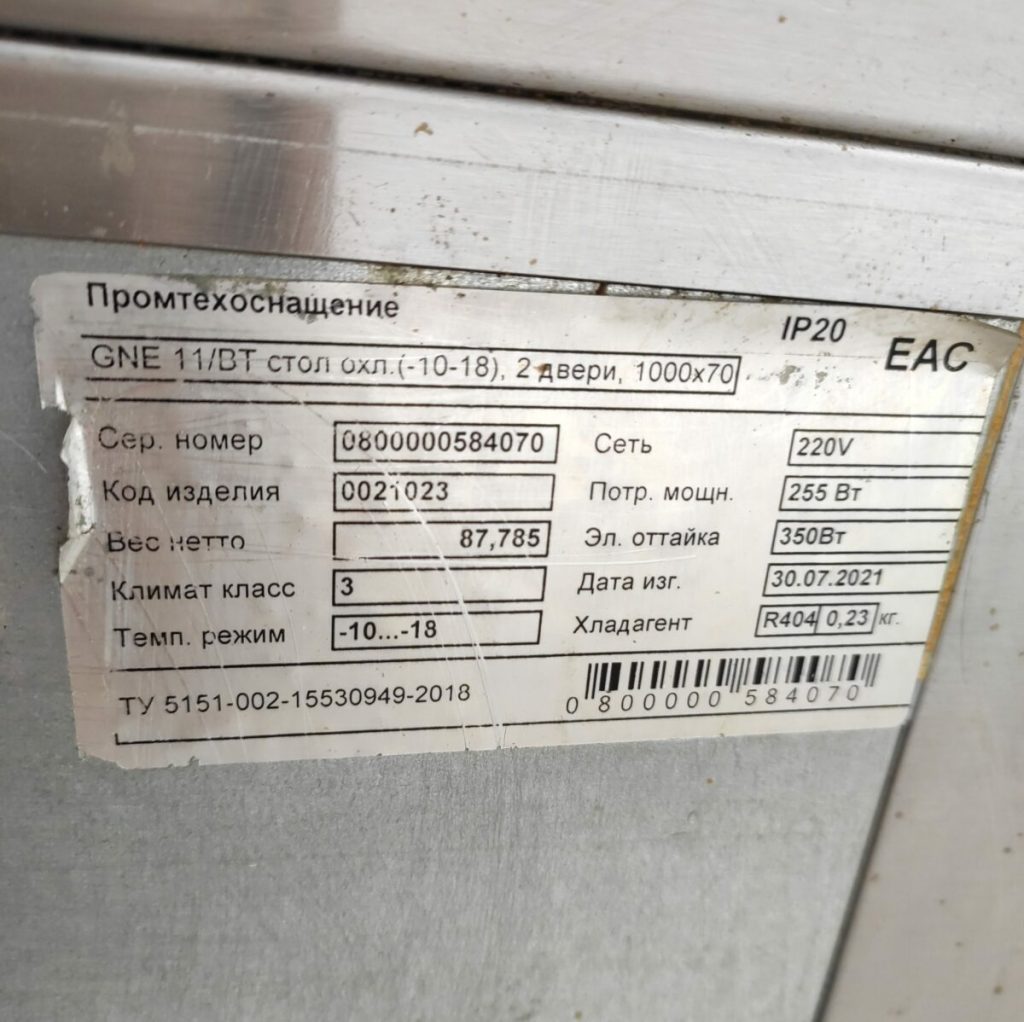 Промтехоснащение
IP20 EAC
GNE 11/BT стол охл.(-10-18), 2 двери, 1000x70
Сер. номер 0800000584070 Сеть 220V
Код изделия 0021023 Потр. мощн. 255 Вт
Вес нетто 87,785 Эл. оттайка 350Вт
Климат класс 3 Дата изг. 30.07.2021
Темп. режим -10...-18 Хладагент R404 0,23 кг.
ТУ 5151-002-15530949-2018
0 800000 584070